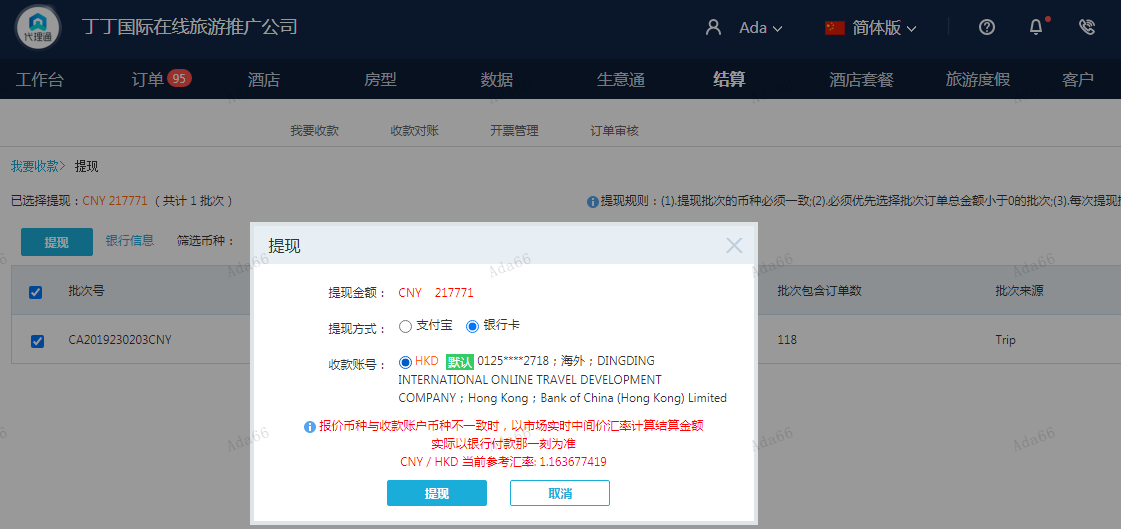 代理通
丁丁国际在线旅游推广公司
Ada
简体版
工作台
订单 95
酒店
房型
数据
生意通
结算
酒店套餐
旅游度假
客户
我要收款
收款对账
开票管理
订单审核
我要收款> 提现
已选择提现：CNY 217771 （共计 1 批次）
提现规则：(1).提现批次的币种必须一致;(2).必须优先选择批次订单总金额小于0的批次;(3).每次提现
提现
银行信息
筛选币种：
批次号
批次包含订单数
批次来源
CA2019230203CNY
118
Trip
提现
提现金额： CNY 217771
提现方式： 支付宝 银行卡
收款账号： HKD 默认 0125****2718；海外；DINGDING
INTERNATIONAL ONLINE TRAVEL DEVELOPMENT
COMPANY；Hong Kong；Bank of China (Hong Kong) Limited
报价币种与收款账户币种不一致时，以市场实时中间价汇率计算结算金额
实际以银行付款那一刻为准
CNY / HKD 当前参考汇率: 1.163677419
提现
取消
Ada66
Ada66
Ada66
Ada66
Ada66
Ada66
Ada66